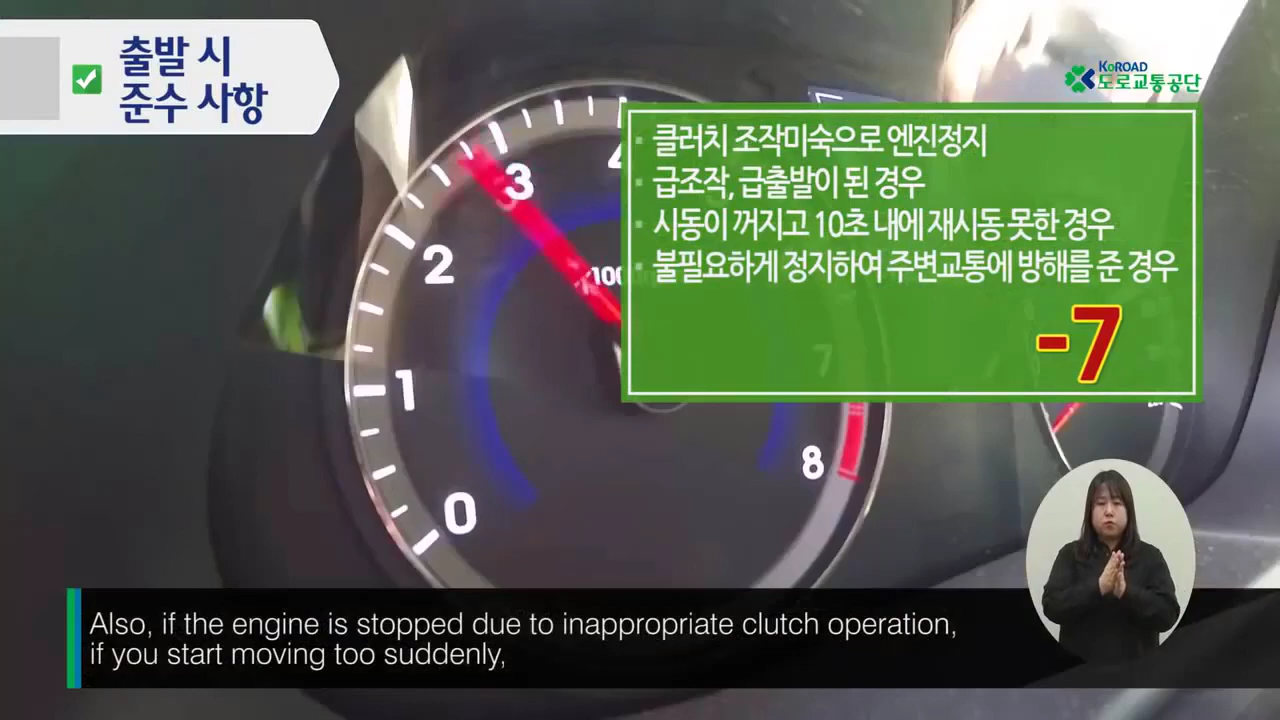 출발 시
준수 사항
KoROAD
도로교통공단
· 클러치 조작미숙으로 엔진정지
· 급조작, 급출발이 된 경우
· 시동이 꺼지고 10초 내에 재시동 못한 경우
· 불필요하게 정지하여 주변교통에 방해를 준 경우
-7
4
3
2
1
0
7
8
Also, if the engine is stopped due to inappropriate clutch operation,
if you start moving too suddenly,